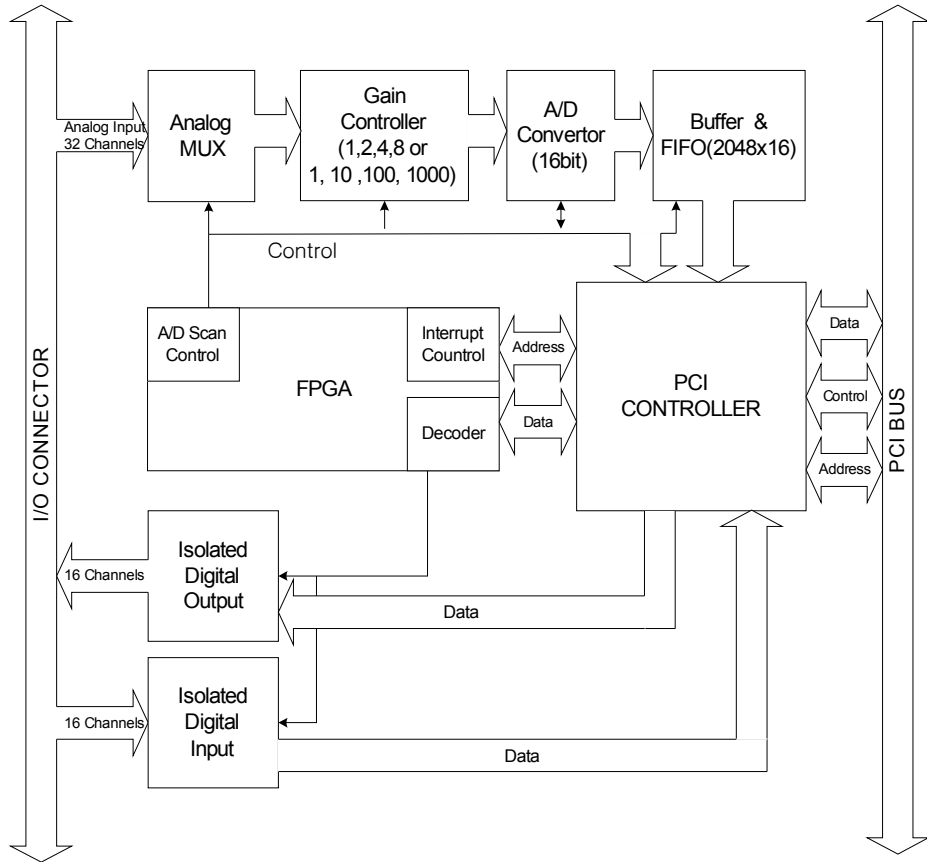 Analog Input
32 Channels
Analog
MUX
Gain
Controller
(1,2,4,8 or
1, 10 ,100, 1000)
A/D
Convertor
(16bit)
Buffer &
FIFO(2048x16)
Control
A/D Scan
Control
FPGA
Interrupt
Countrol
Decoder
Address
Data
PCI
CONTROLLER
Data
Control
Address
I/O CONNECTOR
PCI BUS
16 Channels
Isolated
Digital
Output
Data
16 Channels
Isolated
Digital
Input
Data